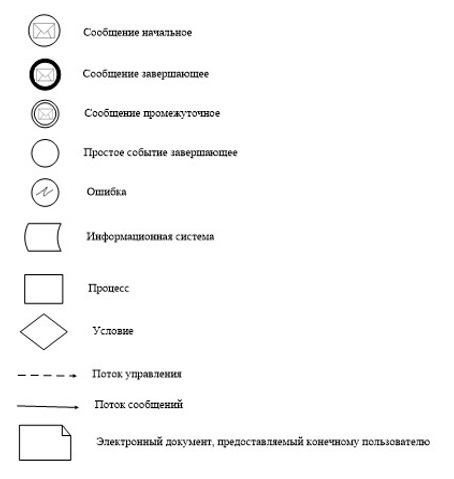 Сообщение начальное
Сообщение завершающее
Сообщение промежуточное
Простое событие завершающее
Ошибка
Информационная система
Процесс
Условие
Поток управления
Поток сообщений
Электронный документ, предоставляемый конечному пользователю